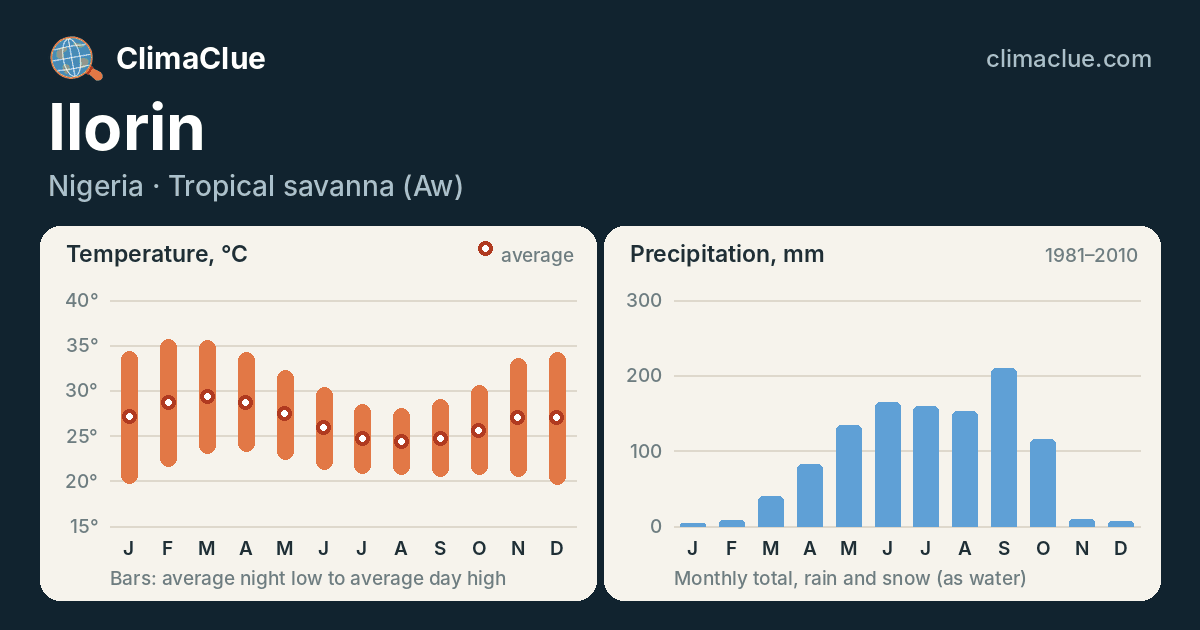 ClimaClue
climaclue.com
Ilorin
Nigeria · Tropical savanna (Aw)
Temperature, °C
average
40°
35°
30°
25°
20°
15°
J F M A M J J A S O N D
Bars: average night low to average day high
Precipitation, mm
1981–2010
300
200
100
0
J F M A M J J A S O N D
Monthly total, rain and snow (as water)